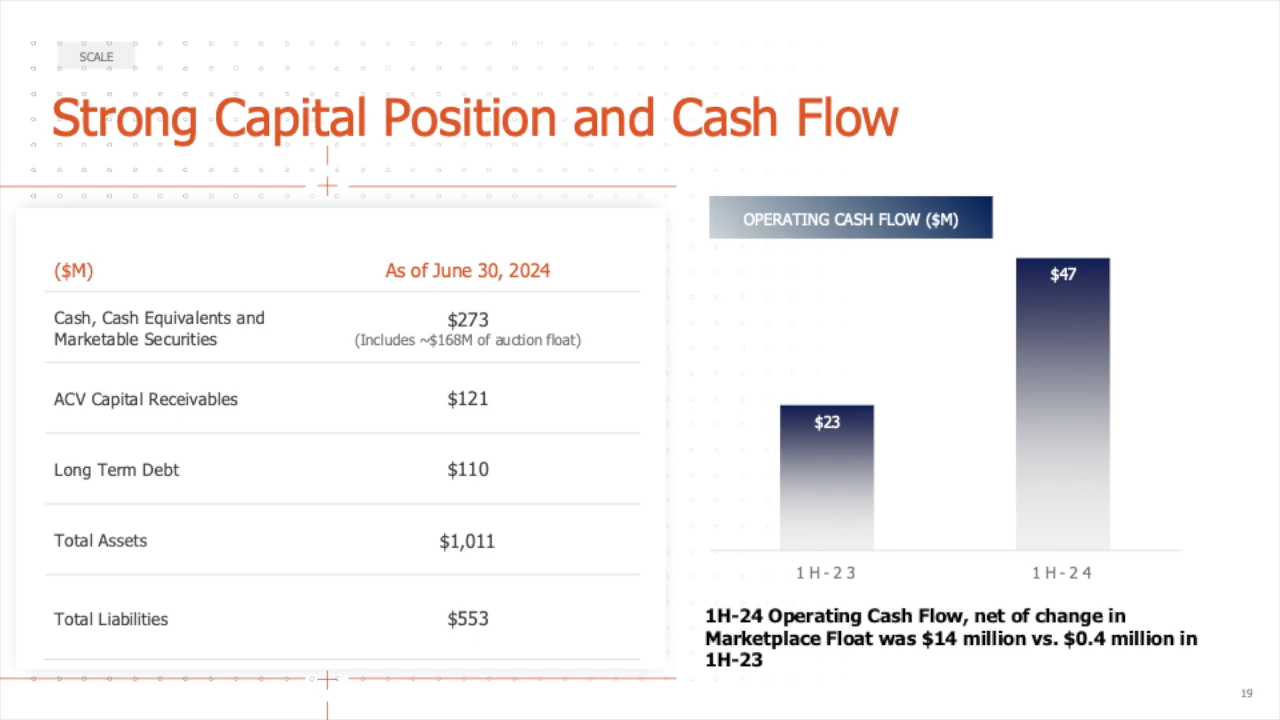 SCALE
Strong Capital Position and Cash Flow
($M) As of June 30, 2024
Cash, Cash Equivalents and
Marketable Securities
$273
(Includes ~$168M of auction float)
ACV Capital Receivables $121
Long Term Debt $110
Total Assets $1,011
Total Liabilities $553
OPERATING CASH FLOW ($M)
$23
$47
1H-23
1H-24
1H-24 Operating Cash Flow, net of change in
Marketplace Float was $14 million vs. $0.4 million in
1H-23
19